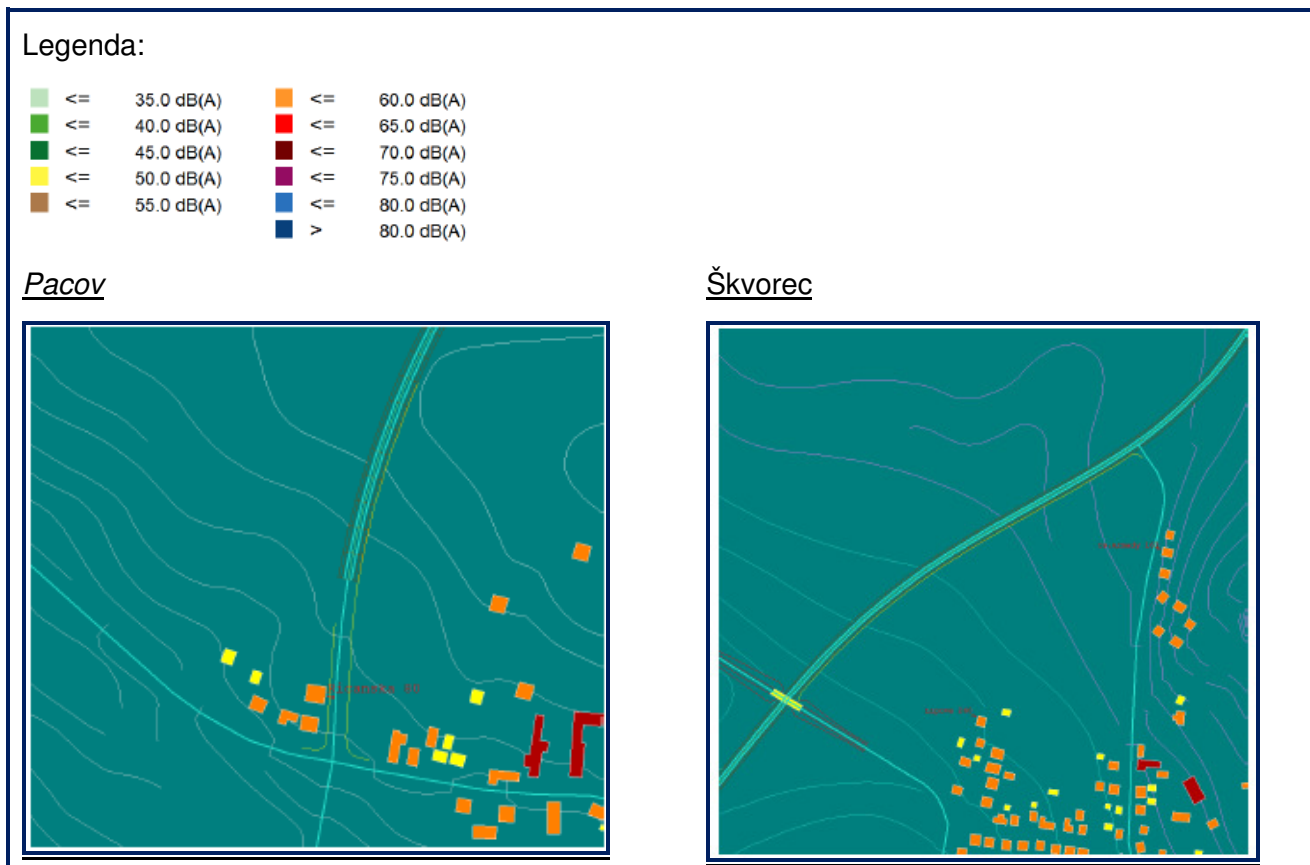 Legenda:
<= 35.0 dB(A) <= 60.0 dB(A)
<= 40.0 dB(A) <= 65.0 dB(A)
<= 45.0 dB(A) <= 70.0 dB(A)
<= 50.0 dB(A) <= 75.0 dB(A)
<= 55.0 dB(A) <= 80.0 dB(A)
> 80.0 dB(A)
Pacov
Škvorec